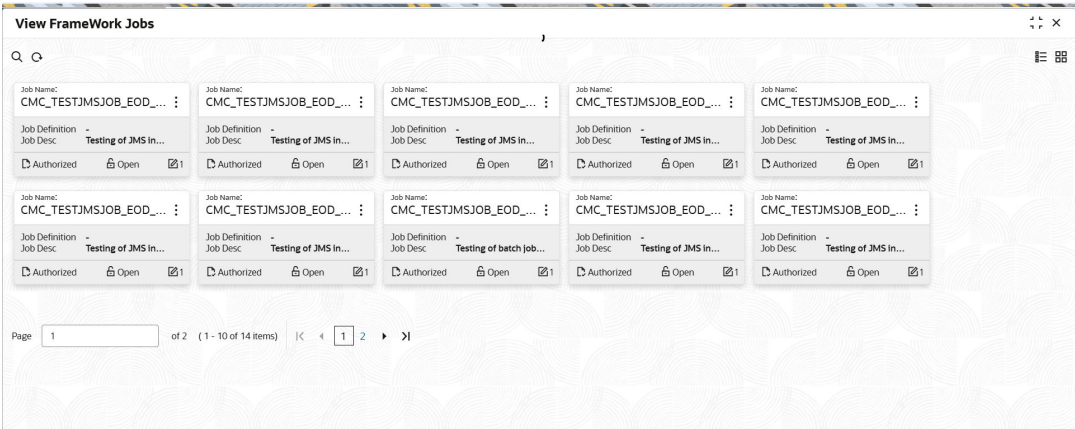 View FrameWork Jobs
Job Name: Job Name: Job Name: Job Name: Job Name:
CMC_TESTJMSJOB_EOD_... CMC_TESTJMSJOB_EOD_... CMC_TESTJMSJOB_EOD_... CMC_TESTJMSJOB_EOD_... CMC_TESTJMSJOB_EOD_...
Job Definition - Job Definition - Job Definition - Job Definition - Job Definition -
Job Desc Testing of JMS in... Job Desc Testing of JMS in... Job Desc Testing of JMS in... Job Desc Testing of JMS in... Job Desc Testing of JMS in...
Authorized Open 1 Authorized Open 1 Authorized Open 1 Authorized Open 1 Authorized Open 1
Job Name: Job Name: Job Name: Job Name: Job Name:
CMC_TESTJMSJOB_EOD_... CMC_TESTJMSJOB_EOD_... CMC_TESTJMSJOB_EOD_... CMC_TESTJMSJOB_EOD_... CMC_TESTJMSJOB_EOD_...
Job Definition - Job Definition - Job Definition - Job Definition - Job Definition -
Job Desc Testing of JMS in... Job Desc Testing of JMS in... Job Desc Testing of batch job... Job Desc Testing of JMS in... Job Desc Testing of JMS in...
Authorized Open 1 Authorized Open 1 Authorized Open 1 Authorized Open 1 Authorized Open 1
Page 1 of 2 (1 - 10 of 14 items) 1 2